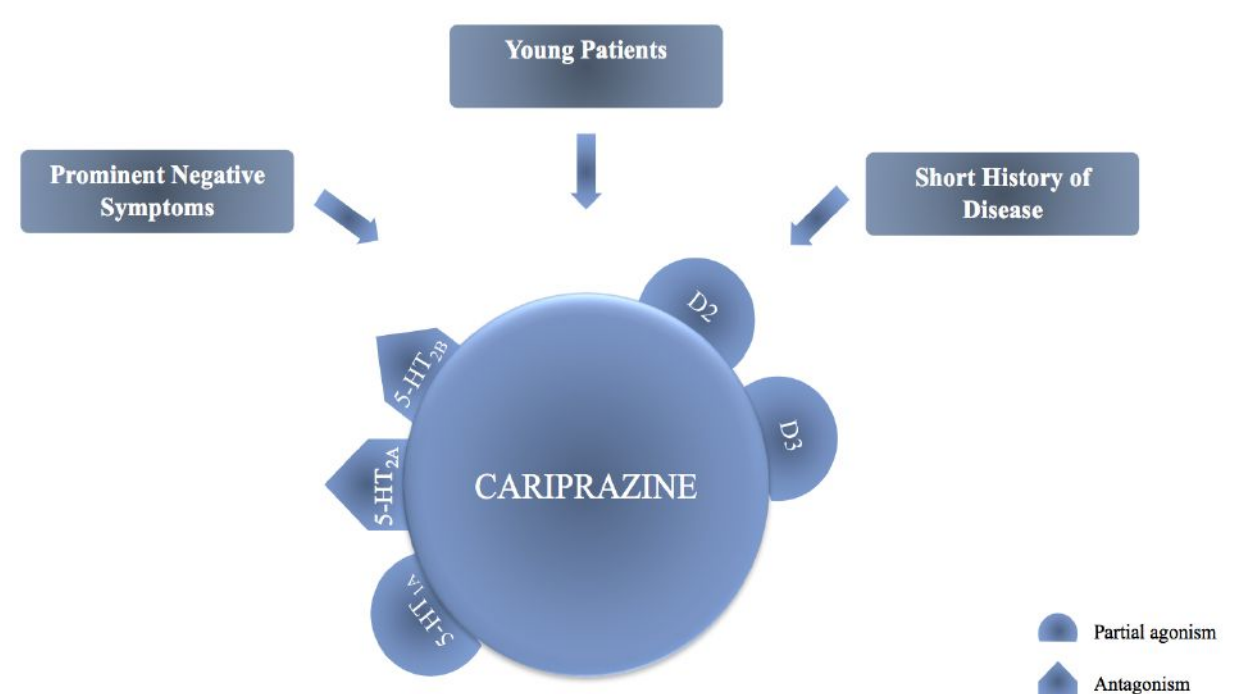 Young Patients
Prominent Negative
Symptoms
Short History of
Disease
D2
5-HT2B
D3
5-HT2A
CARIPRAZINE
5-HT1A
Partial agonism
Antagonism